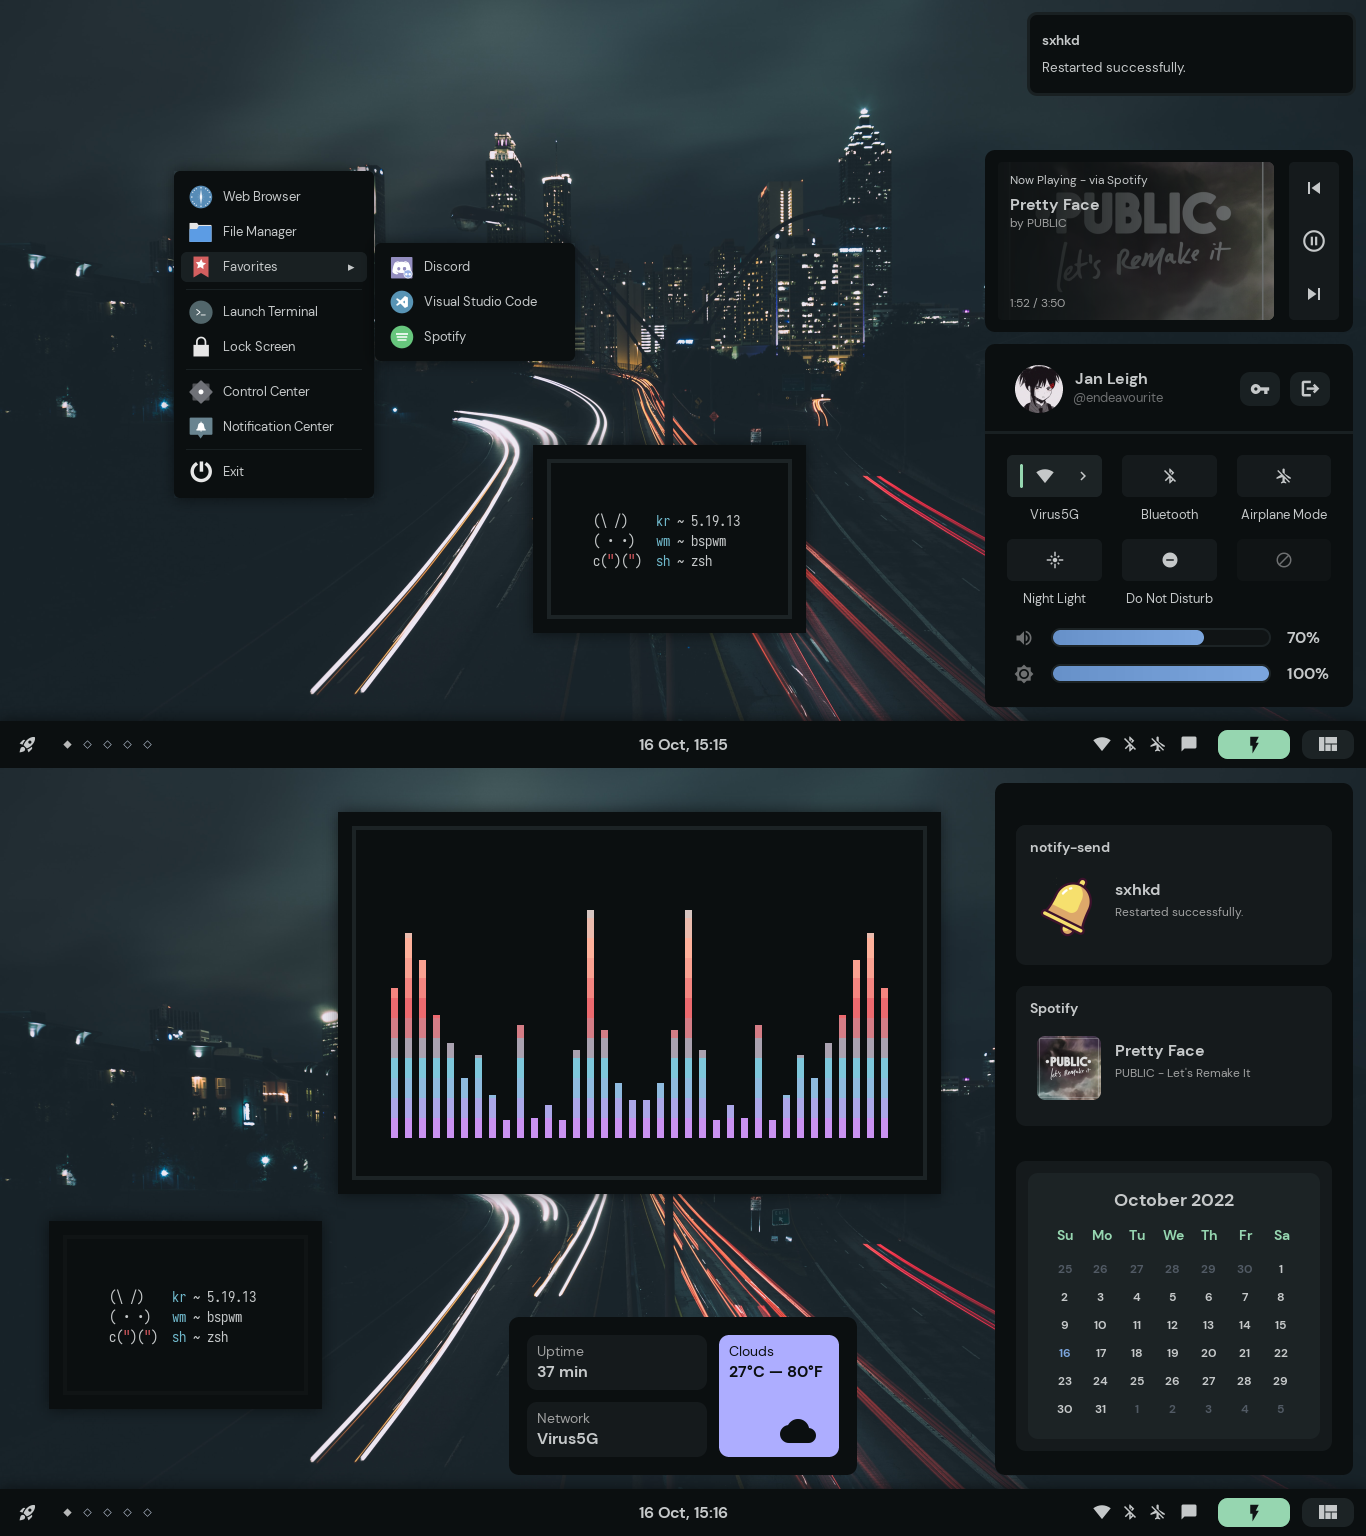 sxhkd
Restarted successfully.
Now Playing - via Spotify
Pretty Face
by PUBLIC
PUBLIC•
let's Remake it
1:52 / 3:50
Web Browser
File Manager
Favorites
Launch Terminal
Lock Screen
Control Center
Notification Center
Exit
Discord
Visual Studio Code
Spotify
Jan Leigh
@endeavourite
Virus5G
Bluetooth
Airplane Mode
Night Light
Do Not Disturb
70%
100%
(\ /) kr ~ 5.19.13
( • •) wm ~ bspwm
c(")(") sh ~ zsh
16 Oct, 15:15
notify-send
sxhkd
Restarted successfully.
Spotify
•PUBLIC•
let's Remake it
Pretty Face
PUBLIC - Let's Remake It
October 2022
Su Mo Tu We Th Fr Sa
25 26 27 28 29 30 1
2 3 4 5 6 7 8
9 10 11 12 13 14 15
16 17 18 19 20 21 22
23 24 25 26 27 28 29
30 31 1 2 3 4 5
(\ /) kr ~ 5.19.13
( • •) wm ~ bspwm
c(")(") sh ~ zsh
Uptime
37 min
Network
Virus5G
Clouds
27°C — 80°F
16 Oct, 15:16